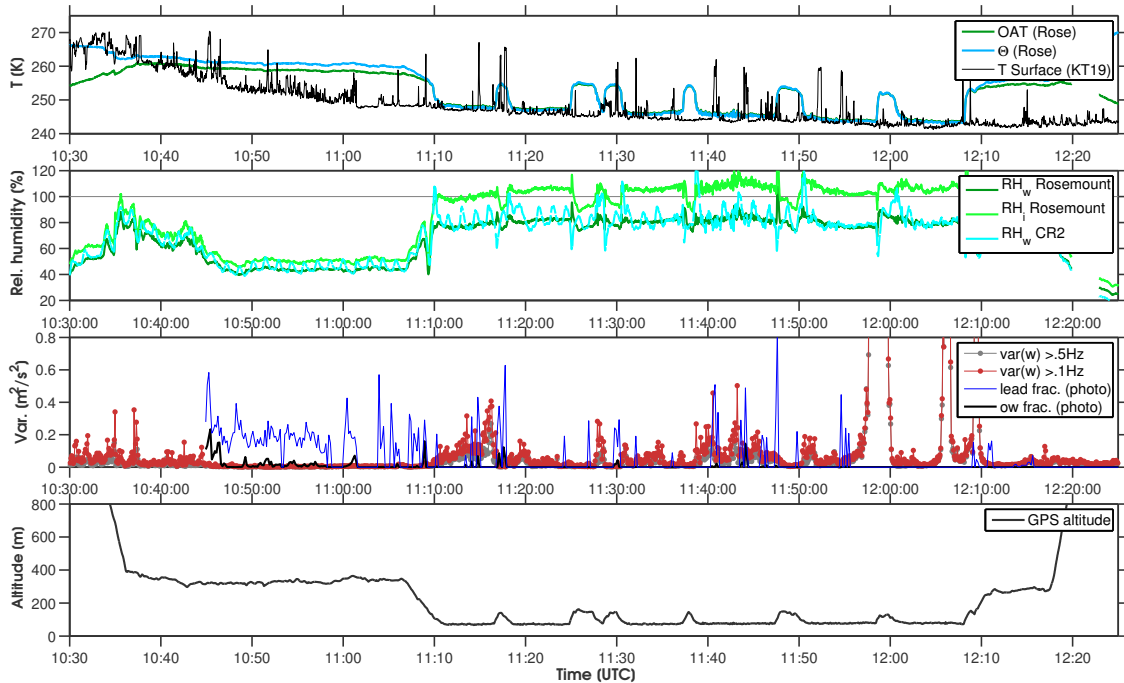 270
260
250
240
T (K)
OAT (Rose)
Θ (Rose)
T Surface (KT19)
10:30 10:40 10:50 11:00 11:10 11:20 11:30 11:40 11:50 12:00 12:10 12:20
120
100
80
60
40
20
Rel. humidity (%)
RH_w Rosemount
RH_i Rosemount
RH_w CR2
10:30:00 10:40:00 10:50:00 11:00:00 11:10:00 11:20:00 11:30:00 11:40:00 11:50:00 12:00:00 12:10:00 12:20:00
0.8
0.6
0.4
0.2
0
Var. (m²/s²)
var(w) >.5Hz
var(w) >.1Hz
lead frac. (photo)
ow frac. (photo)
10:30:00 10:40:00 10:50:00 11:00:00 11:10:00 11:20:00 11:30:00 11:40:00 11:50:00 12:00:00 12:10:00 12:20:00
800
600
400
200
0
Altitude (m)
GPS altitude
10:30 10:40 10:50 11:00 11:10 11:20 11:30 11:40 11:50 12:00 12:10 12:20
Time (UTC)